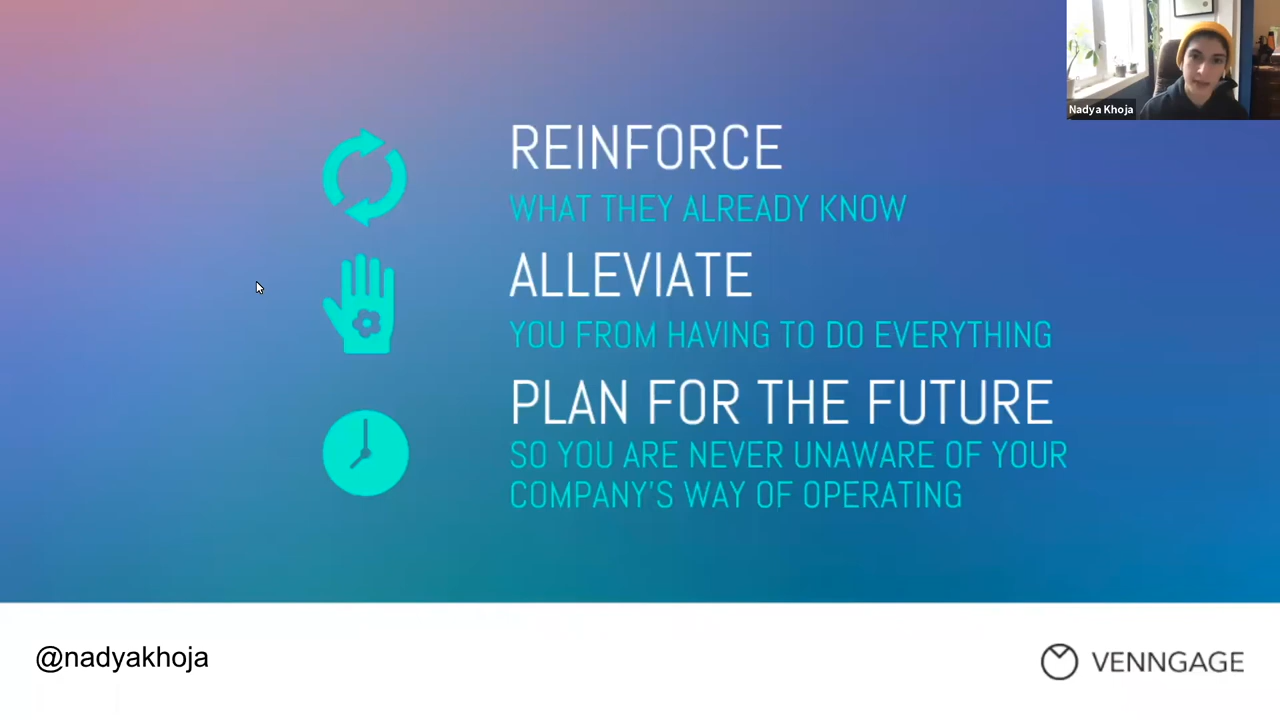 Nadya Khoja
REINFORCE
WHAT THEY ALREADY KNOW
ALLEVIATE
YOU FROM HAVING TO DO EVERYTHING
PLAN FOR THE FUTURE
SO YOU ARE NEVER UNAWARE OF YOUR
COMPANY'S WAY OF OPERATING
@nadyakhoja
VENNGAGE